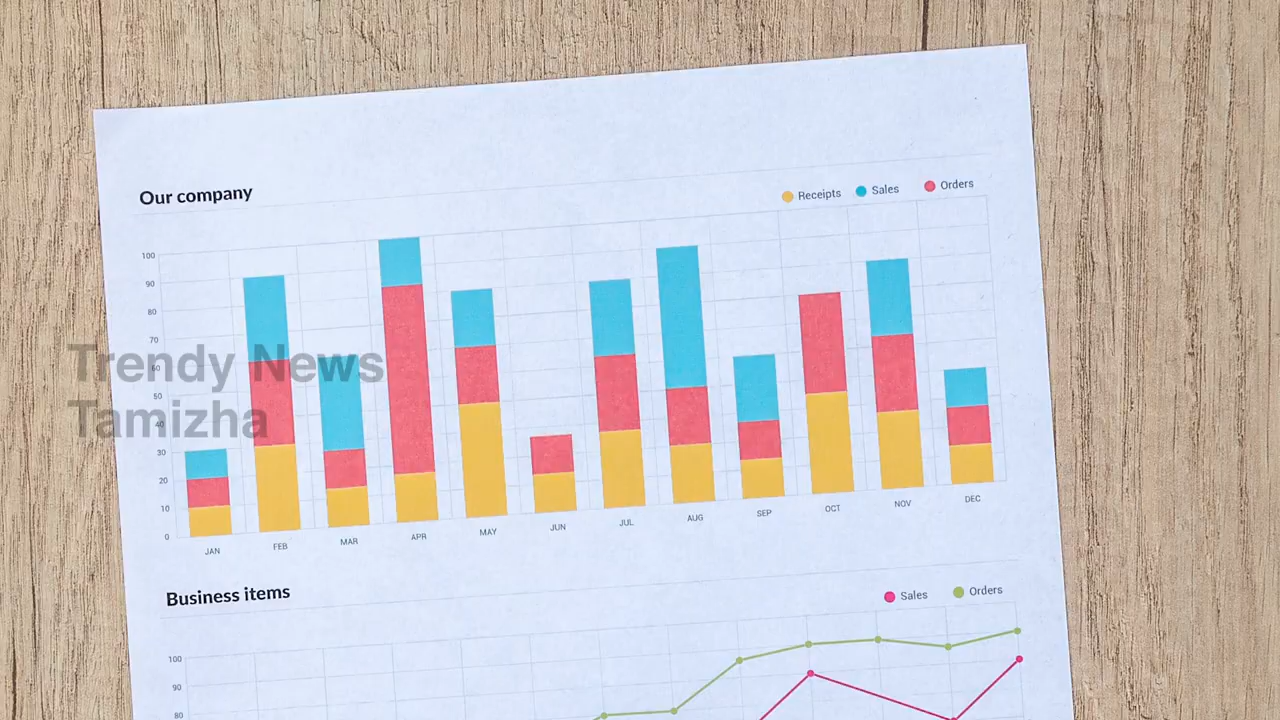 Our company
Receipts Sales Orders
100
90
80
70
60
50
40
30
20
10
0
JAN FEB MAR APR MAY JUN JUL AUG SEP OCT NOV DEC
Trendy News
Tamizha
Business items
Sales Orders
100
90
80